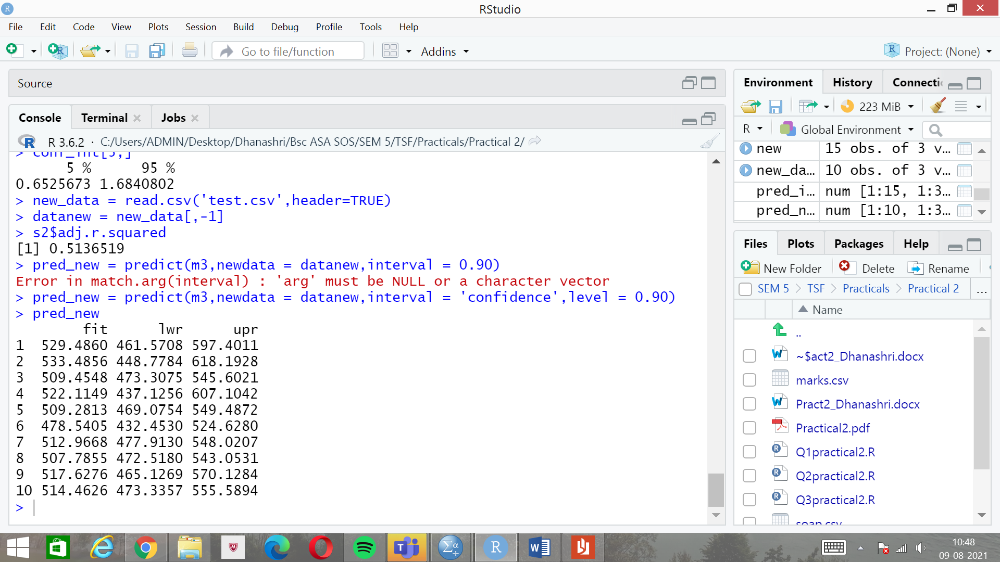 RStudio
File Edit Code View Plots Session Build Debug Profile Tools Help
Go to file/function Addins Project: (None)
Source
Console Terminal Jobs
R 3.6.2 · C:/Users/ADMIN/Desktop/Dhanashri/Bsc ASA SOS/SEM 5/TSF/Practicals/Practical 2/
> conf_int[5,]
5 % 95 %
0.6525673 1.6840802
> new_data = read.csv('test.csv',header=TRUE)
> datanew = new_data[,-1]
> s2$adj.r.squared
[1] 0.5136519
> pred_new = predict(m3,newdata = datanew,interval = 0.90)
Error in match.arg(interval) : 'arg' must be NULL or a character vector
> pred_new = predict(m3,newdata = datanew,interval = 'confidence',level = 0.90)
> pred_new
fit lwr upr
1 529.4860 461.5708 597.4011
2 533.4856 448.7784 618.1928
3 509.4548 473.3075 545.6021
4 522.1149 437.1256 607.1042
5 509.2813 469.0754 549.4872
6 478.5405 432.4530 524.6280
7 512.9668 477.9130 548.0207
8 507.7855 472.5180 543.0531
9 517.6276 465.1269 570.1284
10 514.4626 473.3357 555.5894
>
Environment History Connectic
223 MiB
R Global Environment
new 15 obs. of 3 v...
new_da... 10 obs. of 3 v...
pred_i... num [1:15, 1:3...
pred_n... num [1:10, 1:3...
Files Plots Packages Help
New Folder Delete Rename
SEM 5 TSF Practicals Practical 2 ...
Name
..
~$act2_Dhanashri.docx
marks.csv
Pract2_Dhanashri.docx
Practical2.pdf
Q1practical2.R
Q2practical2.R
Q3practical2.R
soap.csv
10:48
09-08-2021